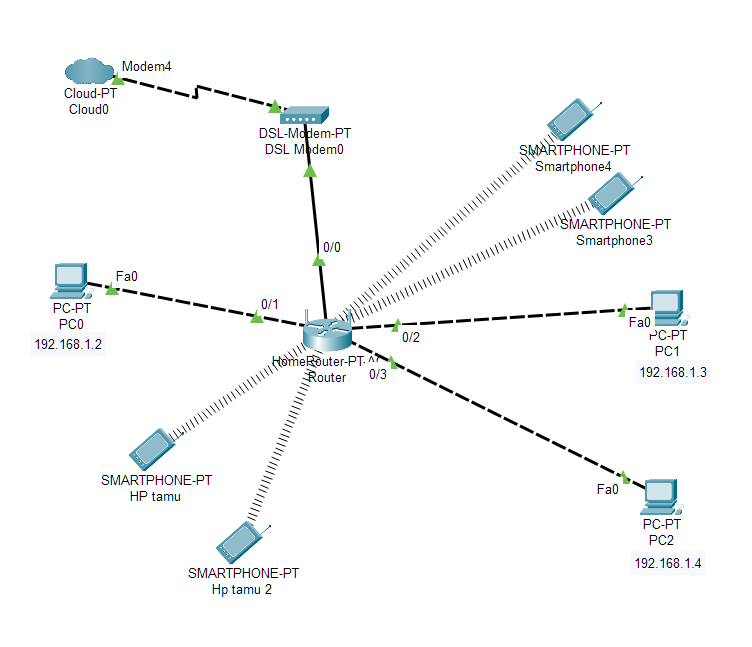 Modem4
Cloud-PT
Cloud0
DSL-Modem-PT
DSL Modem0
SMARTPHONE-PT
Smartphone4
SMARTPHONE-PT
Smartphone3
0/0
Fa0
PC-PT
PC0
192.168.1.2
0/1
0/2
Fa0
PC-PT
PC1
192.168.1.3
HomeRouter-PT-
Router
0/3
SMARTPHONE-PT
HP tamu
Fa0
PC-PT
PC2
192.168.1.4
SMARTPHONE-PT
Hp tamu 2